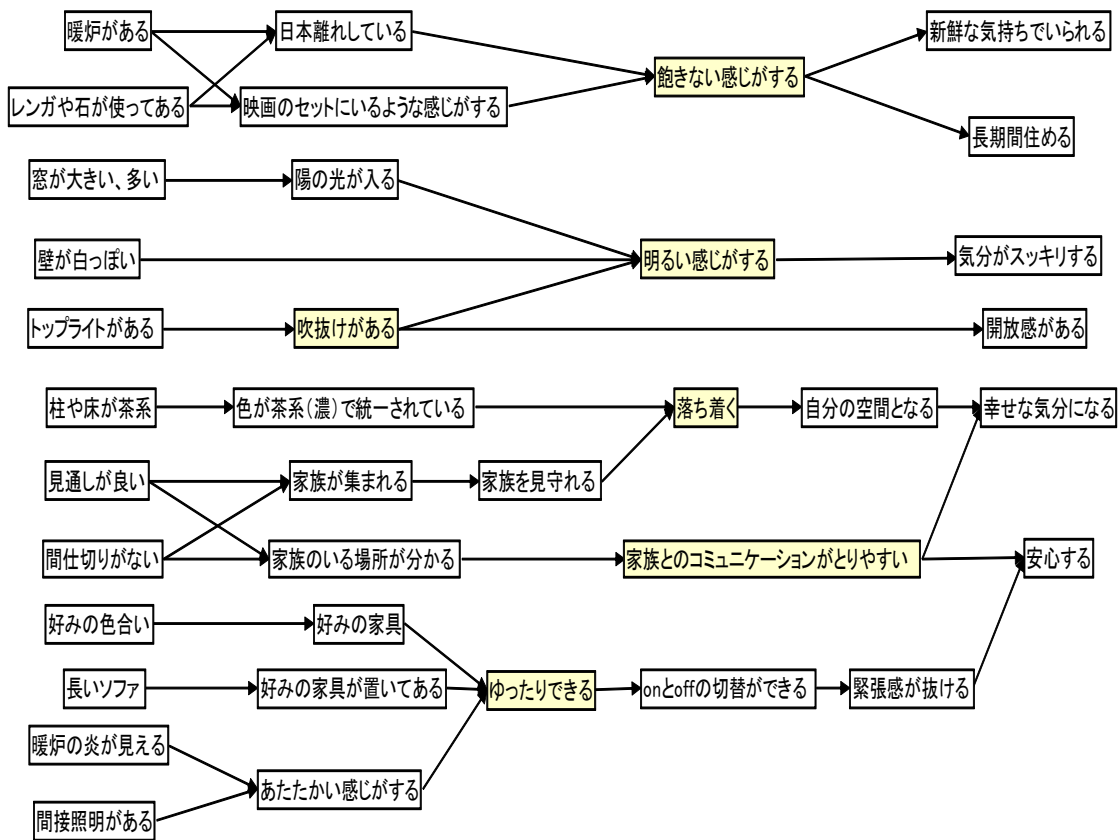 暖炉がある
日本離れしている
新鮮な気持ちでいられる
飽きない感じがする
レンガや石が使ってある
映画のセットにいるような感じがする
長期間住める
窓が大きい、多い
陽の光が入る
壁が白っぽい
明るい感じがする
気分がスッキリする
トップライトがある
吹抜けがある
開放感がある
柱や床が茶系
色が茶系(濃)で統一されている
落ち着く
自分の空間となる
幸せな気分になる
見通しが良い
家族が集まれる
家族を見守れる
間仕切りがない
家族のいる場所が分かる
家族とのコミュニケーションがとりやすい
安心する
好みの色合い
好みの家具
長いソファ
好みの家具が置いてある
ゆったりできる
onとoffの切替ができる
緊張感が抜ける
暖炉の炎が見える
あたたかい感じがする
間接照明がある